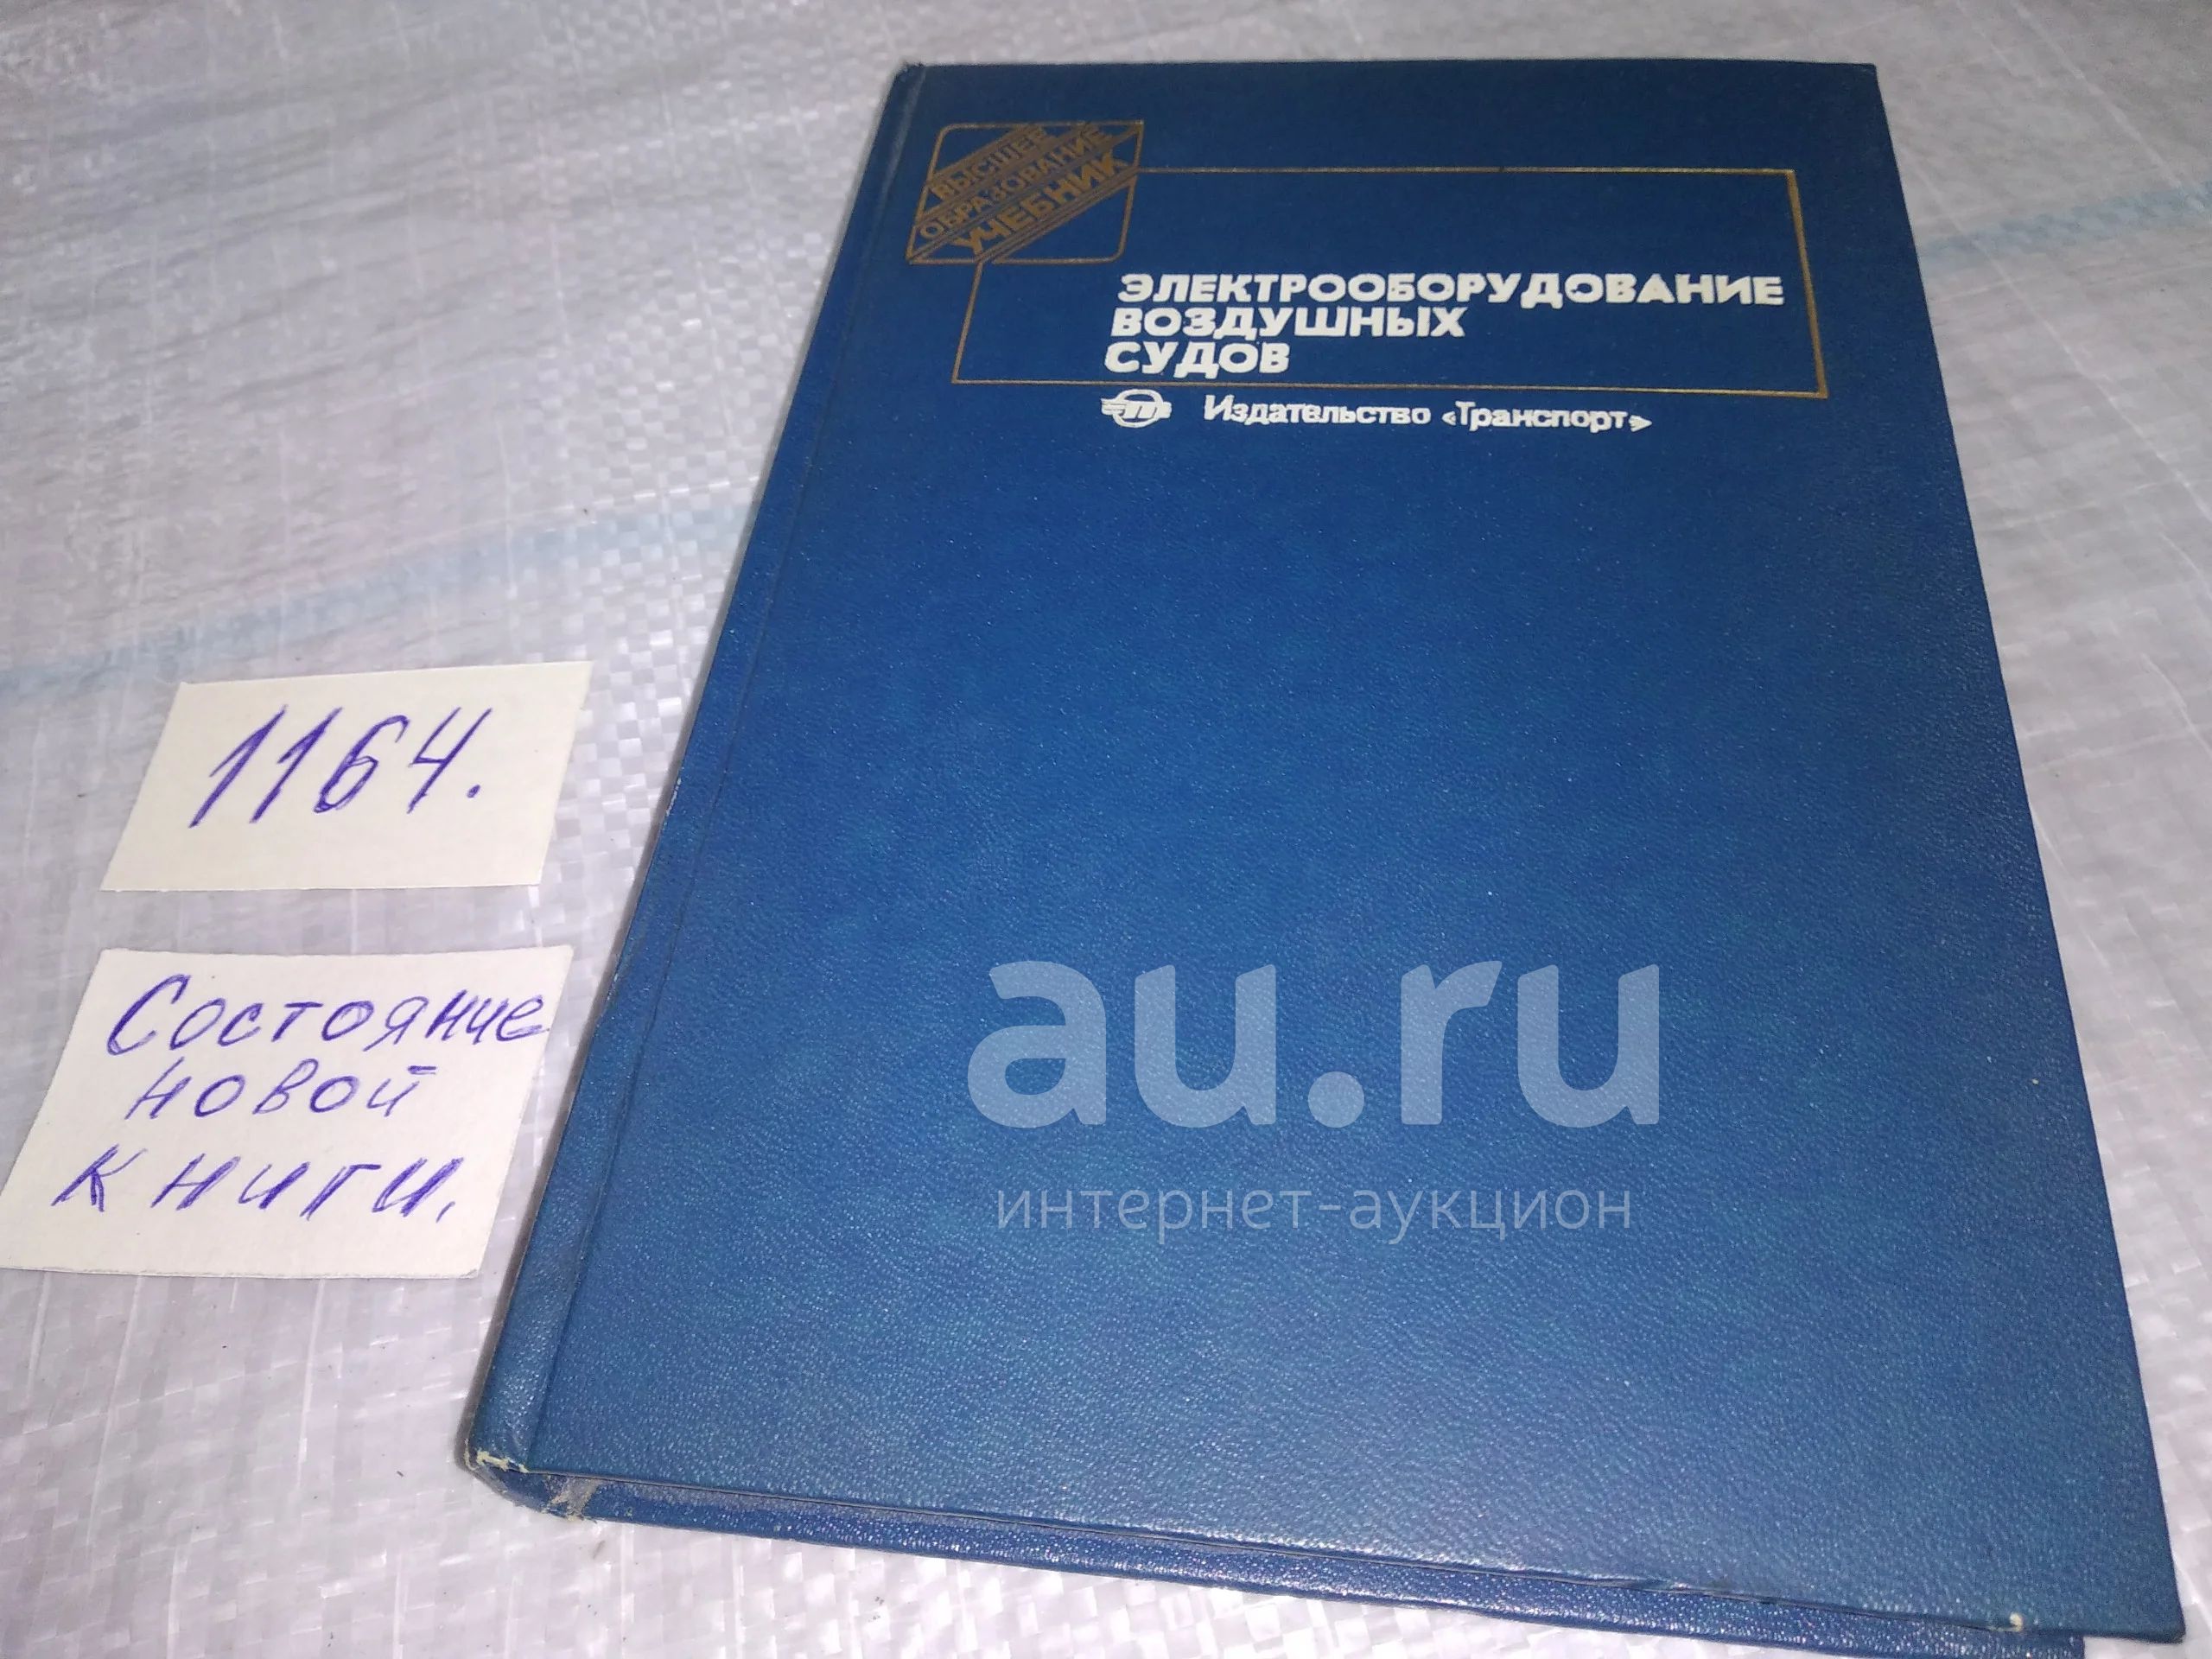 ВЫСШЕЕ
ОБРАЗОВАНИЕ
УЧЕБНИК
ЭЛЕКТРООБОРУДОВАНИЕ
ВОЗДУШНЫХ
СУДОВ
Издательство «Транспорт»
1164.
Состояние
новой
книги.
au.ru
интернет-аукцион